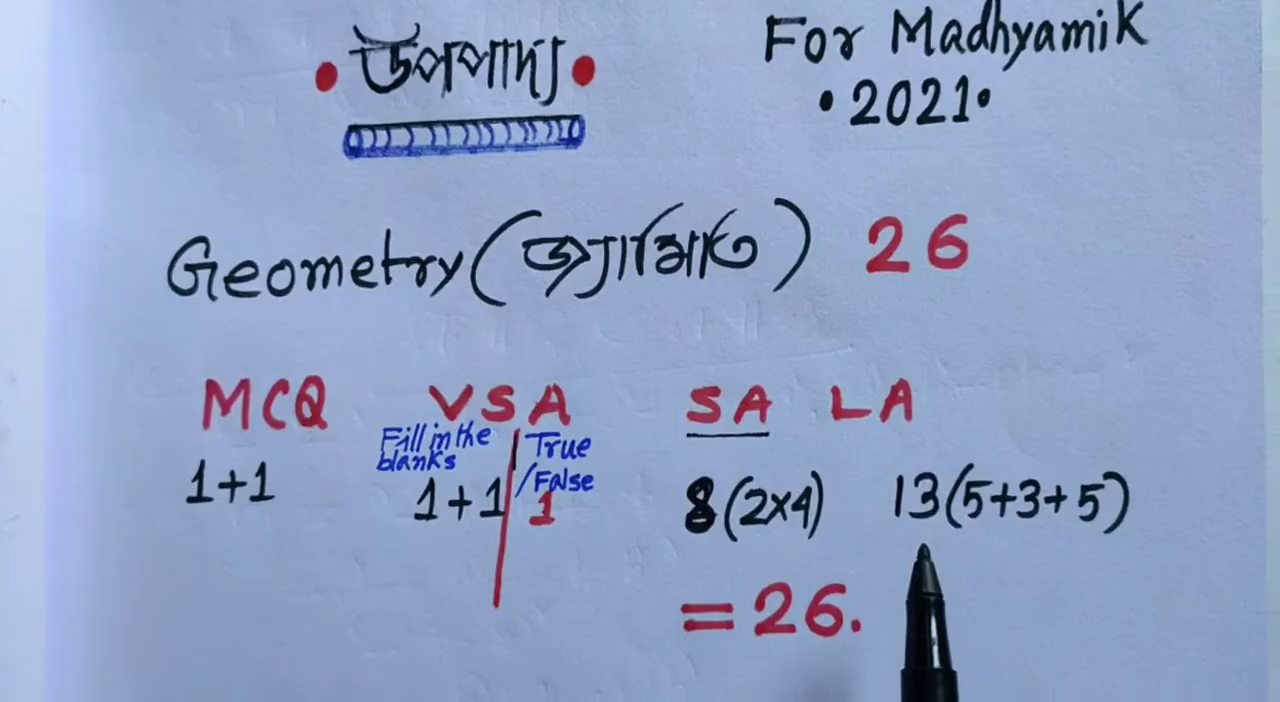 • উপপাদ্য •
For Madhyamik
• 2021 •
Geometry (জ্যামিতি) 26
MCQ VSA SA LA
Fill in the blanks | True / False
1+1 1+1 1 8 (2x4) 13 (5+3+5)
= 26.